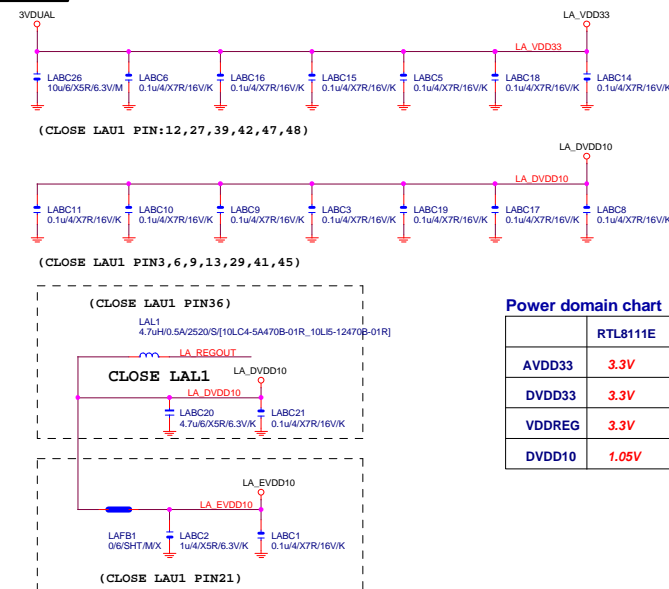 3VDUAL
LA_VDD33
LA_VDD33
LABC26
10u/6/X5R/6.3V/M
LABC6
0.1u/4/X7R/16V/K
LABC16
0.1u/4/X7R/16V/K
LABC15
0.1u/4/X7R/16V/K
LABC5
0.1u/4/X7R/16V/K
LABC18
0.1u/4/X7R/16V/K
LABC14
0.1u/4/X7R/16V/K
(CLOSE LAU1 PIN:12,27,39,42,47,48)
LA_DVDD10
LA_DVDD10
LABC11
0.1u/4/X7R/16V/K
LABC10
0.1u/4/X7R/16V/K
LABC9
0.1u/4/X7R/16V/K
LABC3
0.1u/4/X7R/16V/K
LABC19
0.1u/4/X7R/16V/K
LABC17
0.1u/4/X7R/16V/K
LABC8
0.1u/4/X7R/16V/K
(CLOSE LAU1 PIN3,6,9,13,29,41,45)
(CLOSE LAU1 PIN36)
LAL1
4.7uH/0.5A/2520/S/[10LC4-5A470B-01R_10LI5-12470B-01R]
LA_REGOUT
CLOSE LAL1
LA_DVDD10
LA_DVDD10
LABC20
4.7u/6/X5R/6.3V/K
LABC21
0.1u/4/X7R/16V/K
LA_EVDD10
LA_EVDD10
LAFB1
0/6/SHT/M/X
LABC2
1u/4/X5R/6.3V/K
LABC1
0.1u/4/X7R/16V/K
(CLOSE LAU1 PIN21)
Power domain chart
RTL8111E
AVDD33 3.3V
DVDD33 3.3V
VDDREG 3.3V
DVDD10 1.05V